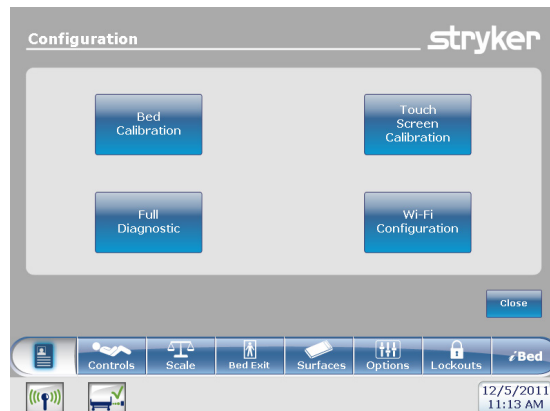 Configuration
stryker
Bed
Calibration
Touch
Screen
Calibration
Full
Diagnostic
Wi-Fi
Configuration
Close
Controls
Scale
Bed Exit
Surfaces
Options
Lockouts
iBed
12/5/2011
11:13 AM